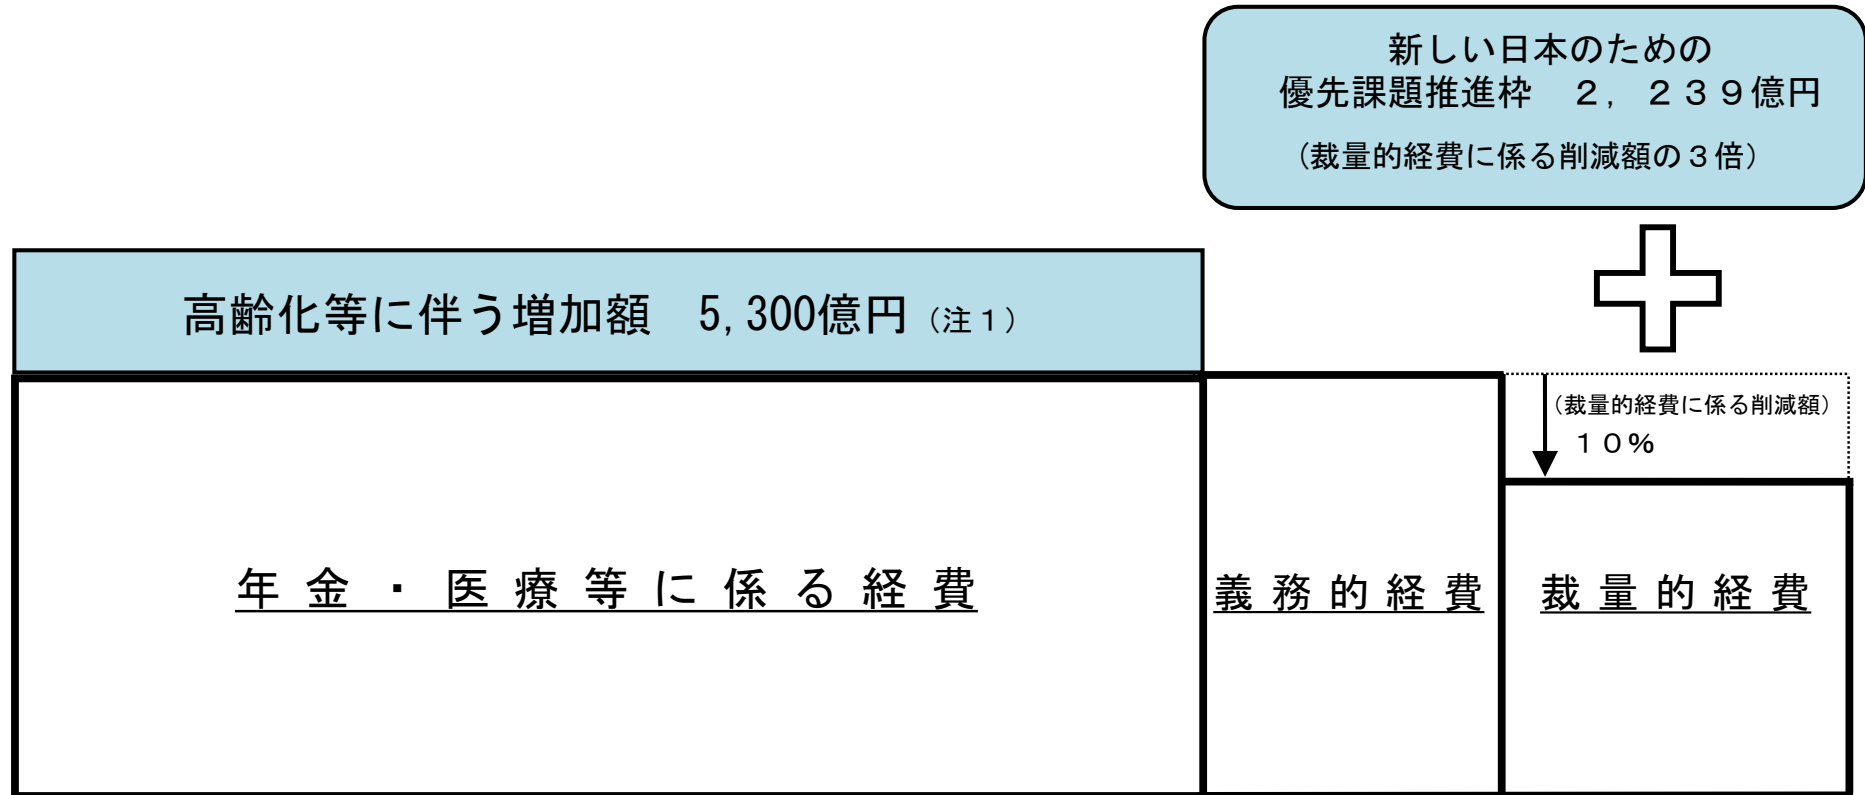 新しい日本のための
優先課題推進枠　２，２３９億円
（裁量的経費に係る削減額の３倍）
高齢化等に伴う増加額　5,300億円（注１）
（裁量的経費に係る削減額）
１０％
年金・医療等に係る経費
義務的経費
裁量的経費